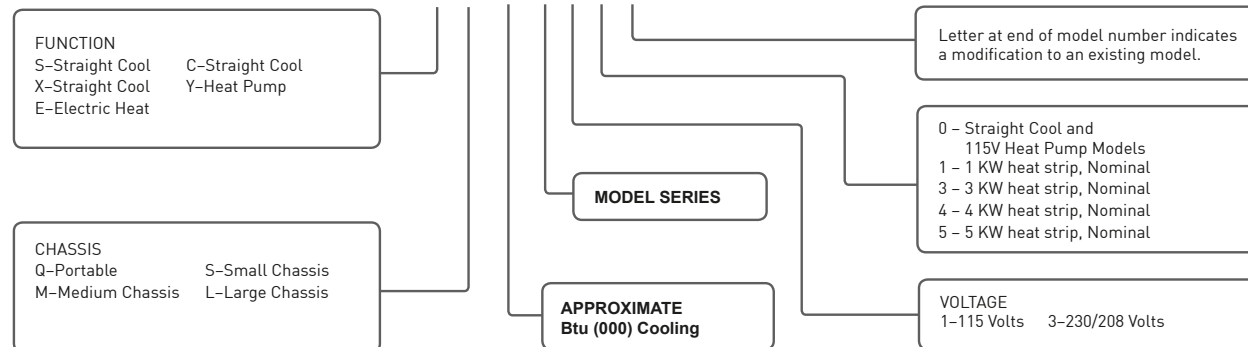 FUNCTION
S–Straight Cool C–Straight Cool
X–Straight Cool Y–Heat Pump
E–Electric Heat
CHASSIS
Q–Portable S–Small Chassis
M–Medium Chassis L–Large Chassis
MODEL SERIES
APPROXIMATE
Btu (000) Cooling
Letter at end of model number indicates
a modification to an existing model.
0 – Straight Cool and
115V Heat Pump Models
1 – 1 KW heat strip, Nominal
3 – 3 KW heat strip, Nominal
4 – 4 KW heat strip, Nominal
5 – 5 KW heat strip, Nominal
VOLTAGE
1–115 Volts 3–230/208 Volts